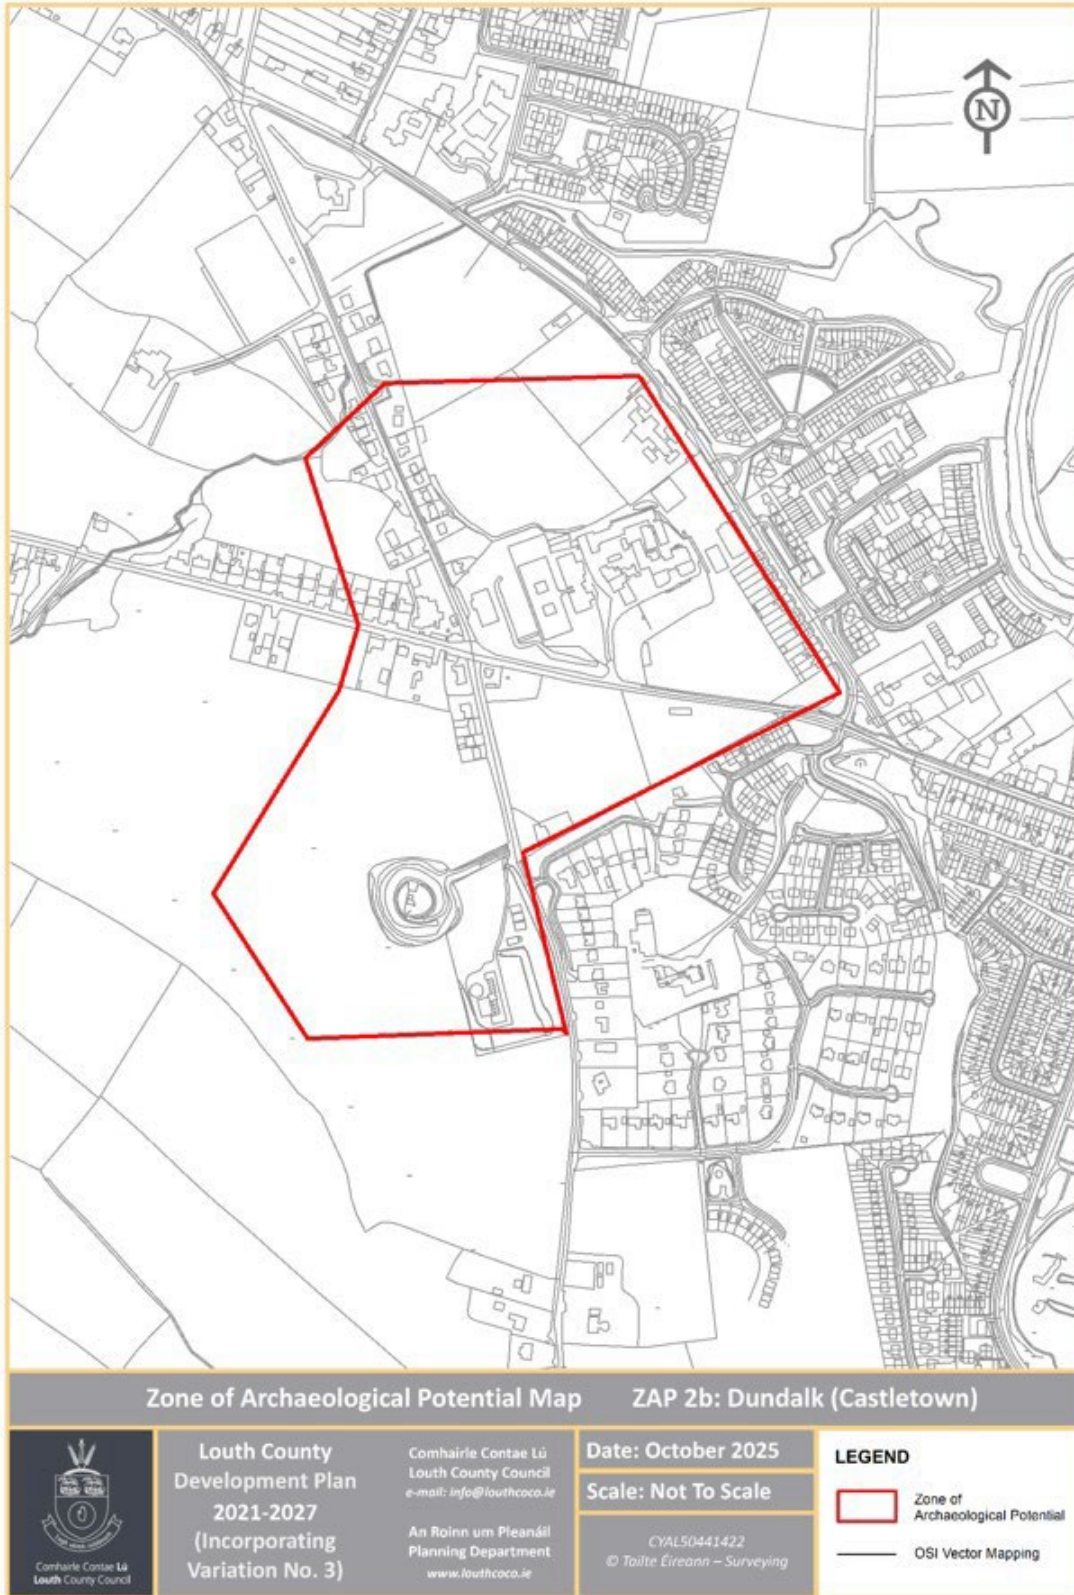 N
Zone of Archaeological Potential Map ZAP 2b: Dundalk (Castletown)
Comhairle Contae Lú
Louth County Council
Louth County
Development Plan
2021-2027
(Incorporating
Variation No. 3)
Comhairle Contae Lú
Louth County Council
e-mail: info@louthcoco.ie
An Roinn um Pleanáil
Planning Department
www.louthcoco.ie
Date: October 2025
Scale: Not To Scale
CYAL50441422
© Tailte Éireann – Surveying
LEGEND
Zone of
Archaeological Potential
OSI Vector Mapping